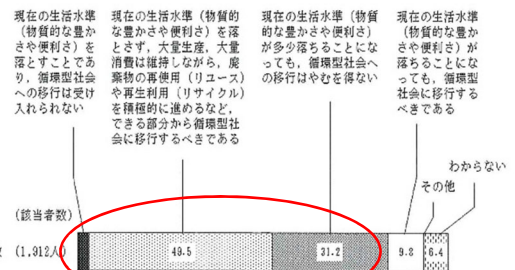 現在の生活水準
(物質的な豊か
さや便利さ)を
落とすことであ
り、循環型社会
への移行は受け
入れられない
現在の生活水準(物質的
な豊かさや便利さ)を落
とさず、大量生産、大量
消費は維持しながら、廃
棄物の再使用(リユース)
や再生利用(リサイクル)
を積極的に進めるなど、
できる部分から循環型社
会に移行するべきである
現在の生活水準(物質
的な豊かさや便利さ)
が多少落ちることにな
っても、循環型社会へ
の移行はやむを得ない
現在の生活水準
(物質的な豊か
さや便利さ)が
落ちることにな
っても、循環型
社会に移行する
べきである
わからない
その他
(該当者数)
(1,912人)
49.5
31.2
9.8
6.4